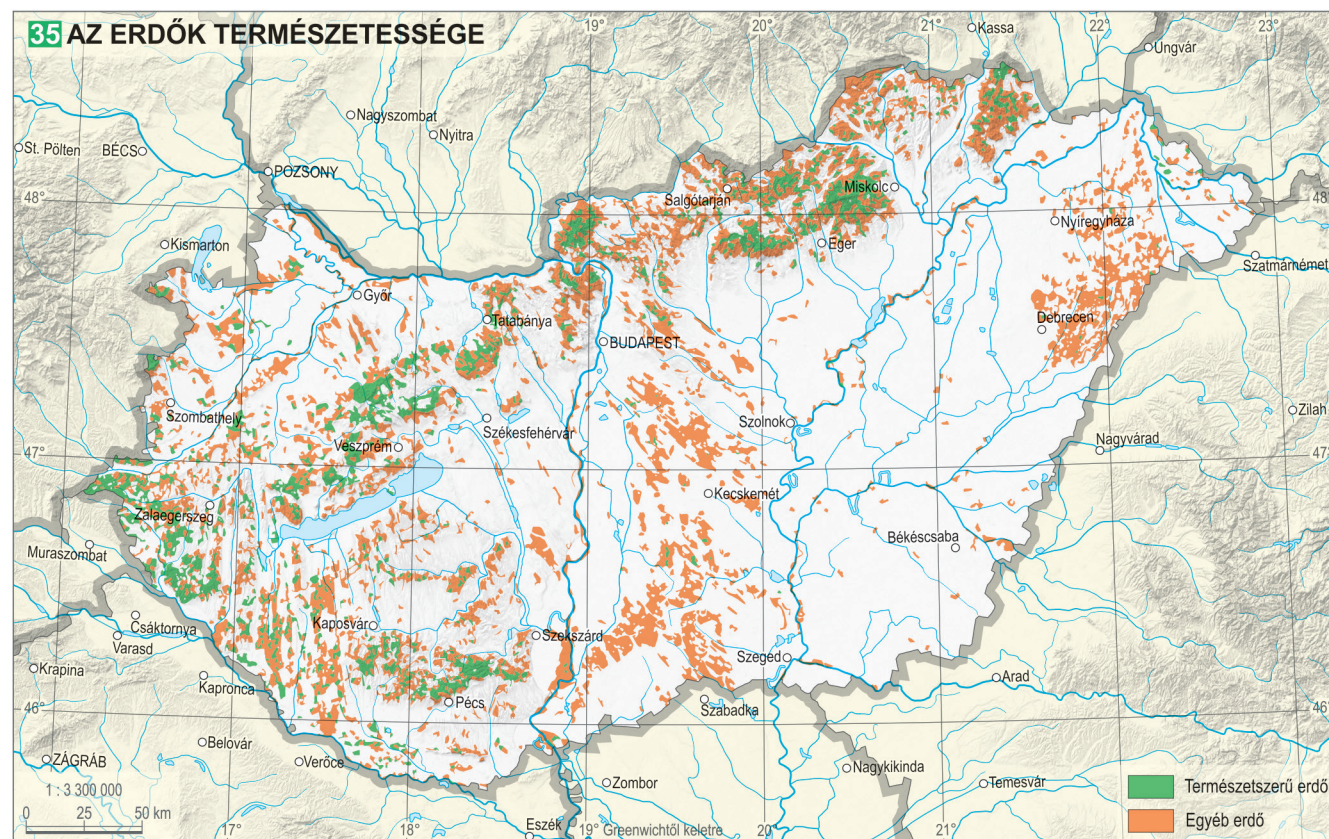 35 AZ ERDŐK TERMÉSZETESSÉGE
19°
20°
21°
22°
23°
Kassa
Ungvár
Nagyszombat
Nyitra
St. Pölten
BÉCS
POZSONY
48°
48°
Miskolc
Salgótarján
Nyíregyháza
Kismarton
Eger
Szatmárnémeti
Győr
Tatabánya
Debrecen
BUDAPEST
Szombathely
Székesfehérvár
Szolnok
Zilah
Veszprém
Nagyvárad
47°
47°
Kecskemét
Zalaegerszeg
Békéscsaba
Muraszombat
Csáktornya
Varasd
Kaposvár
Szekszárd
Szeged
Krapina
Kapronca
Arad
Pécs
Szabadka
46°
46°
Belovár
ZÁGRÁB
Verőce
Nagykikinda
Zombor
Temesvár
1 : 3 300 000
0 25 50 km
Természetszerű erdő
Egyéb erdő
17°
18°
Eszék
19° Greenwichtől keletre
20°
21°
22°